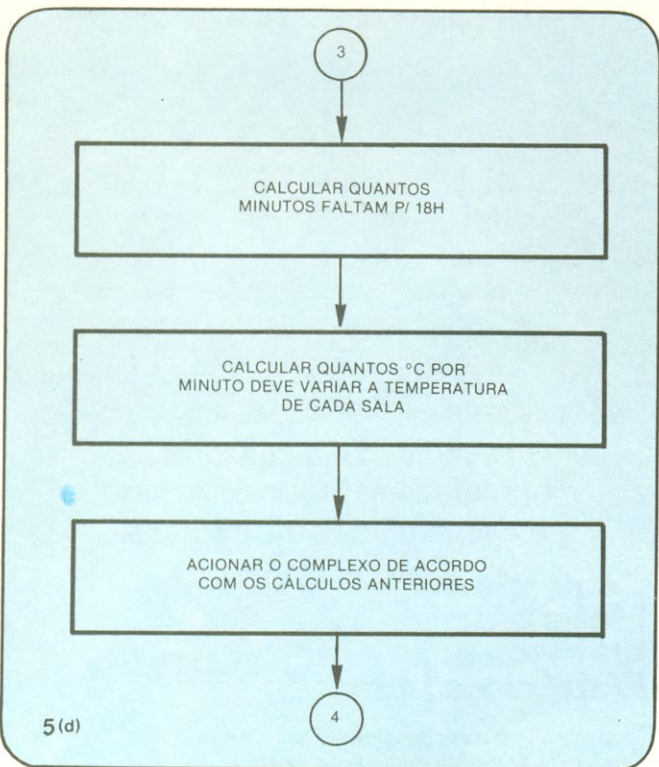 3
CALCULAR QUANTOS
MINUTOS FALTAM P/ 18H
CALCULAR QUANTOS °C POR
MINUTO DEVE VARIAR A TEMPERATURA
DE CADA SALA
ACIONAR O COMPLEXO DE ACORDO
COM OS CÁLCULOS ANTERIORES
4
5(d)